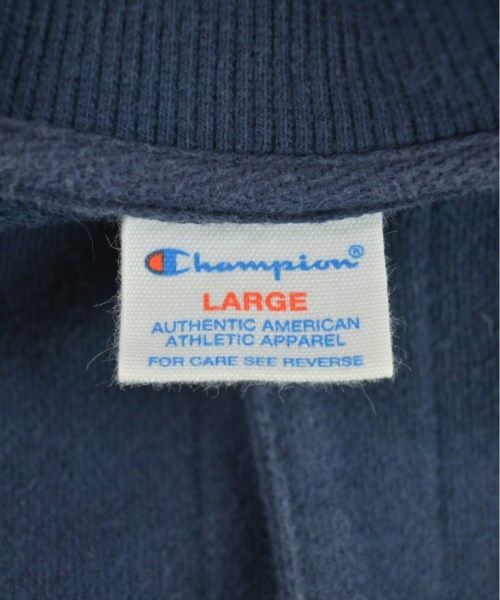 Champion®
LARGE
AUTHENTIC AMERICAN
ATHLETIC APPAREL
FOR CARE SEE REVERSE